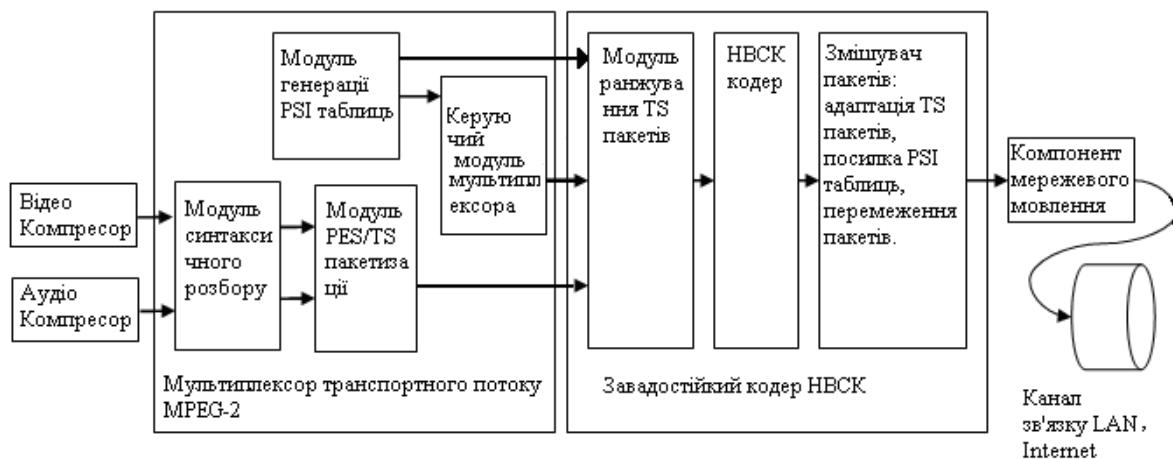 Модуль
генерації
PSI таблиць
Керую
чий
модуль
мультипл
ексора
Відео
Компресор
Аудіо
Компресор
Модуль
синтакси
чного
розбору
Модуль
PES/TS
пакетиза
ції
Мультиплексор транспортного потоку
MPEG-2
Модуль
ранжува
ння TS
пакетів
НВСК
кодер
Змішувач
пакетів:
адаптація TS
пакетів,
посилка PSI
таблиць,
перемеження
пакетів.
Завадостійкий кодер НВСК
Компонент
мережевого
мовлення
Канал
зв'язку LAN,
Internet